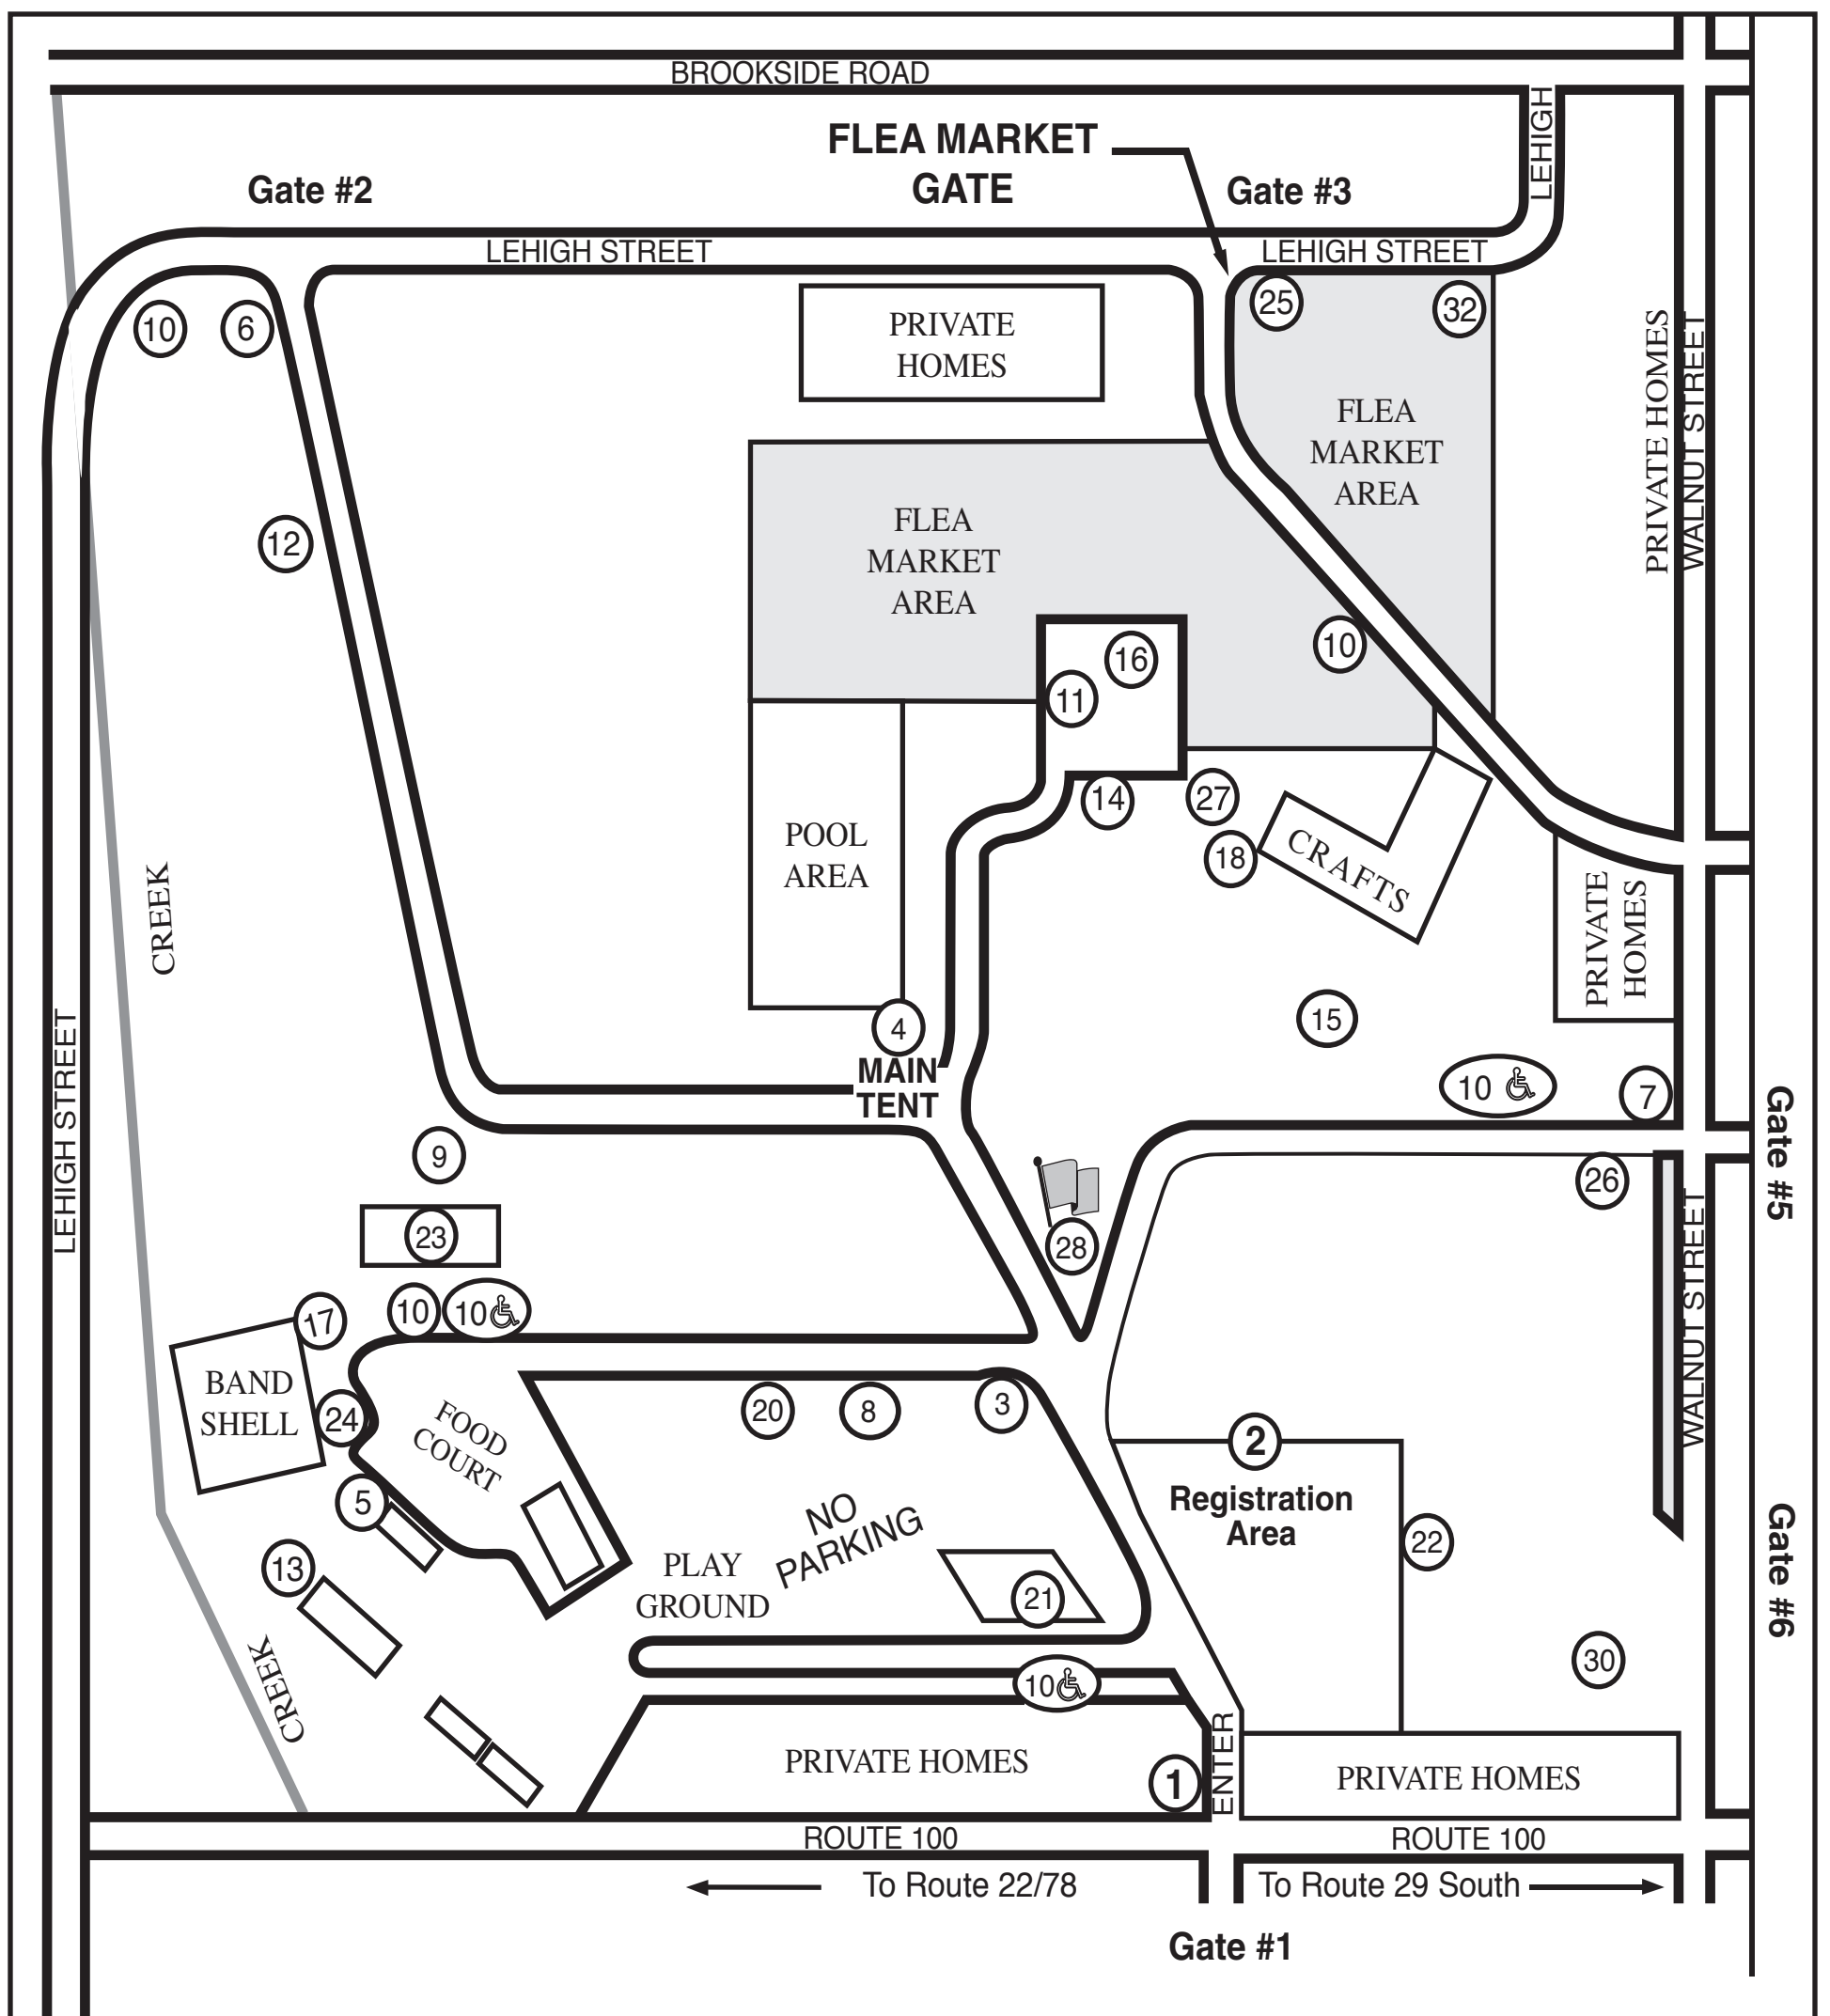 BROOKSIDE ROAD
LEHIGH
FLEA MARKET
GATE
Gate #2
Gate #3
LEHIGH STREET
LEHIGH STREET
10
6
25
32
PRIVATE
HOMES
FLEA
MARKET
AREA
PRIVATE HOMES
WALNUT STREET
FLEA
MARKET
AREA
12
16
10
11
14
27
18
CRAFTS
POOL
AREA
CREEK
PRIVATE
HOMES
15
4
MAIN
TENT
10
7
Gate #5
LEHIGH STREET
9
26
23
28
WALNUT STREET
17
10
10
BAND
SHELL
24
FOOD
COURT
20
8
3
2
Registration
Area
5
NO
PARKING
22
Gate #6
13
PLAY
GROUND
21
30
CREEK
10
PRIVATE HOMES
1
ENTER
PRIVATE HOMES
ROUTE 100
ROUTE 100
To Route 22/78
To Route 29 South
Gate #1